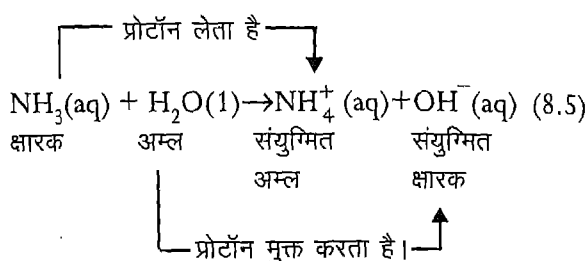 प्रोटॉन लेता है
NH₃(aq) + H₂O(1)→NH₄⁺ (aq)+OH⁻(aq) (8.5)
क्षारक अम्ल संयुग्मित संयुग्मित
अम्ल क्षारक
प्रोटॉन मुक्त करता है।